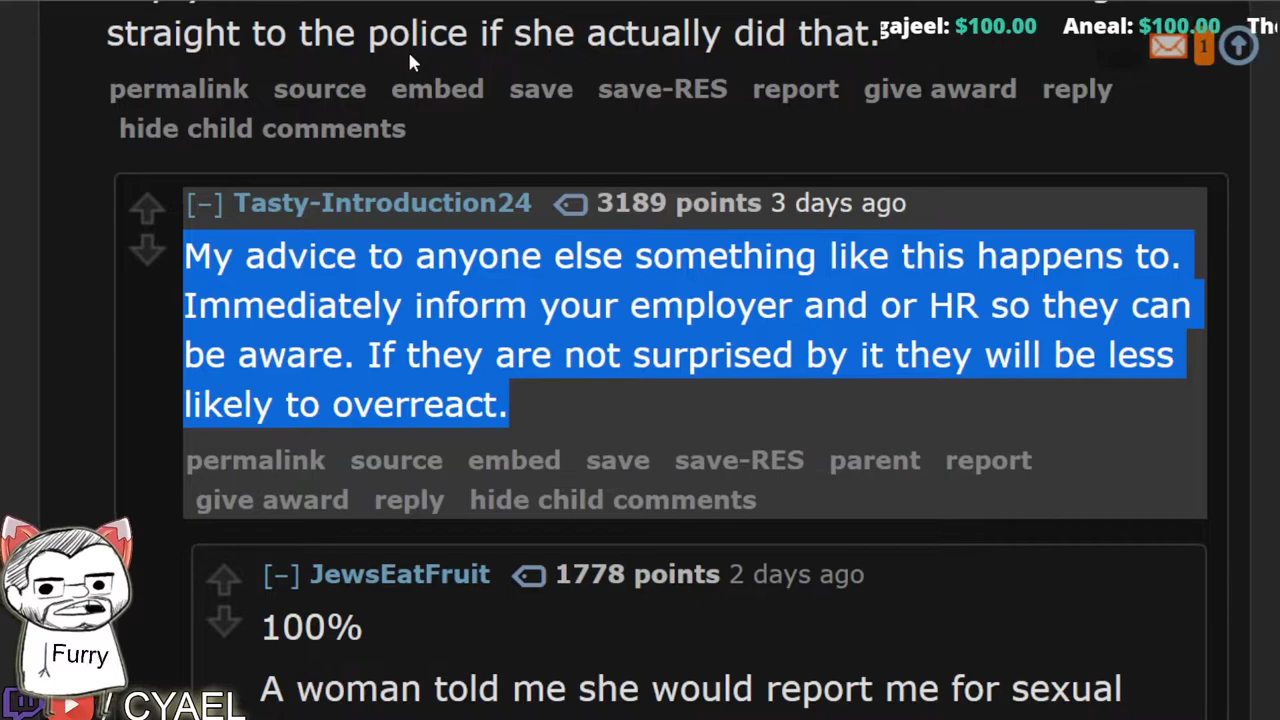 straight to the police if she actually did that.
gajeel: $100.00 Aneal: $100.00 Th
1
permalink source embed save save-RES report give award reply
hide child comments
[–] Tasty-Introduction24 3189 points 3 days ago
My advice to anyone else something like this happens to.
Immediately inform your employer and or HR so they can
be aware. If they are not surprised by it they will be less
likely to overreact.
permalink source embed save save-RES parent report
give award reply hide child comments
[–] JewsEatFruit 1778 points 2 days ago
100%
A woman told me she would report me for sexual
Furry
/CYAEL